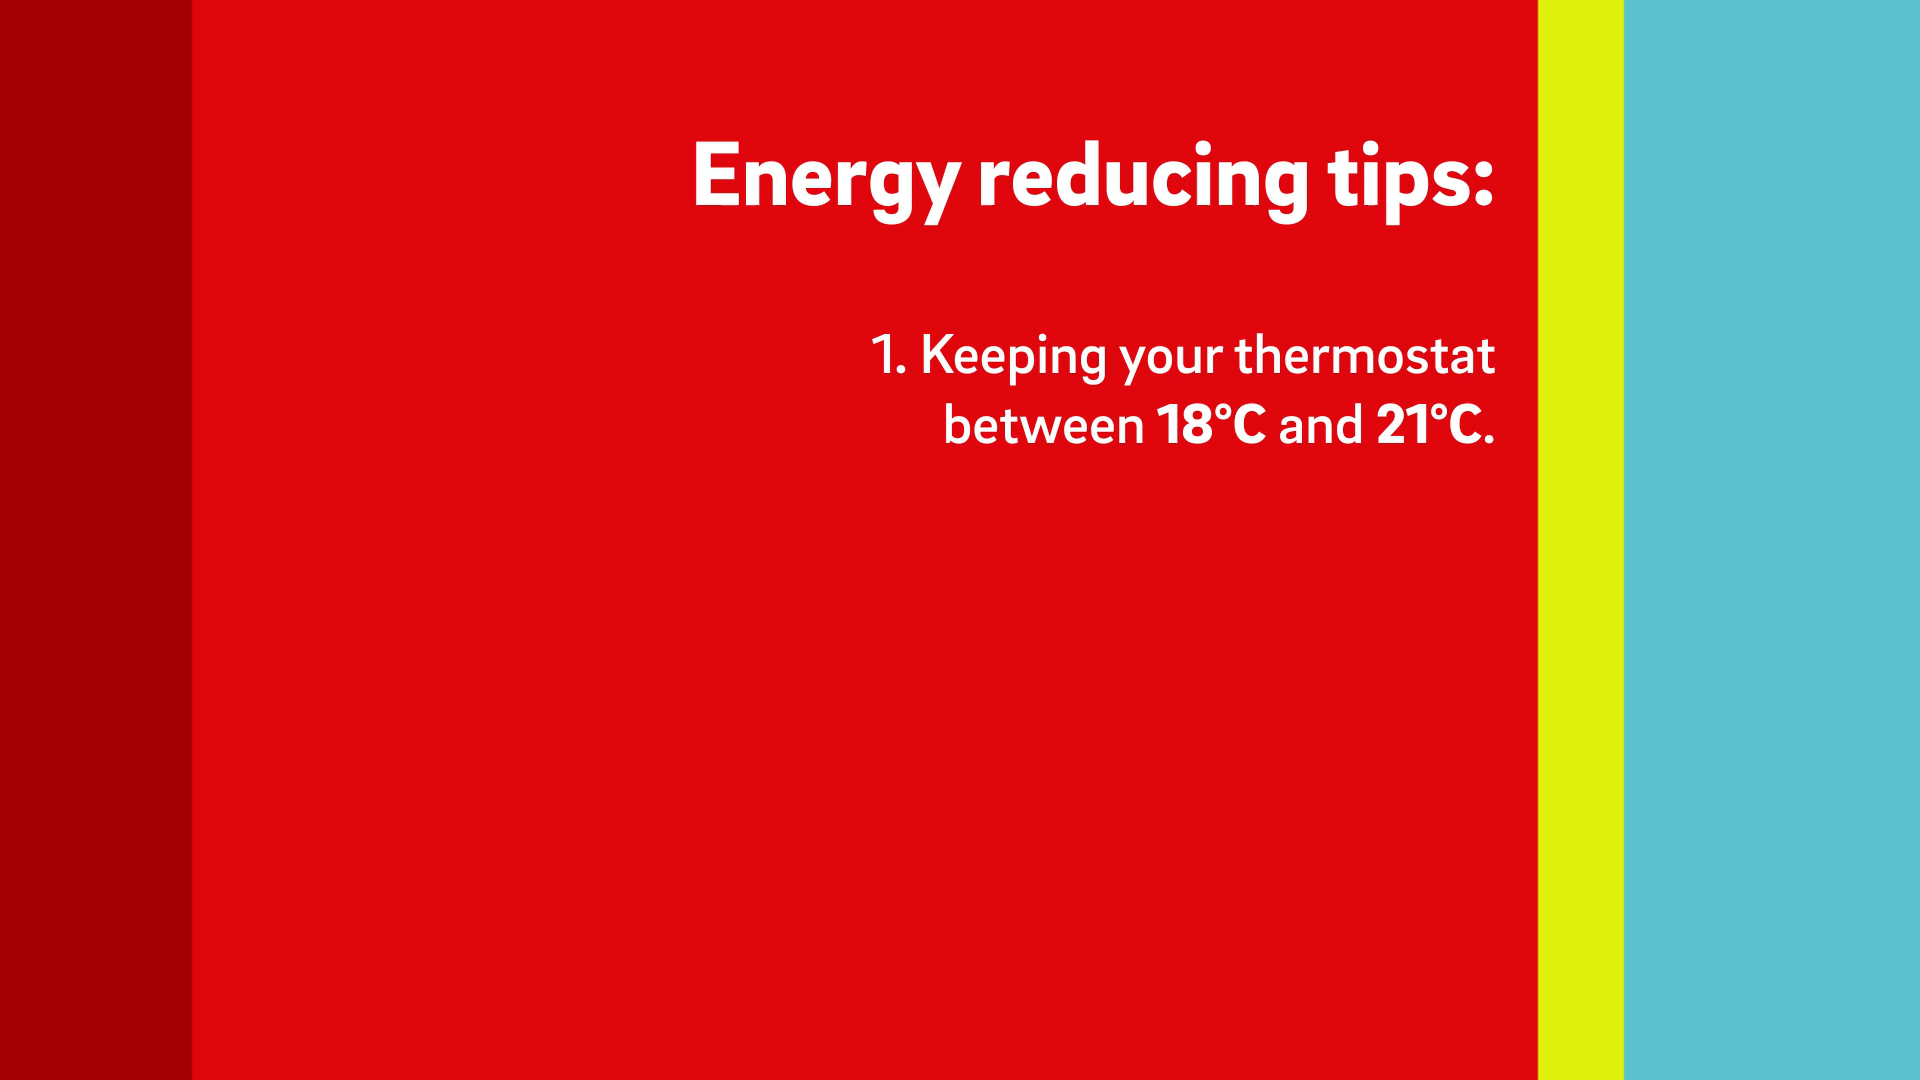 Energy reducing tips:
1. Keeping your thermostat
between 18°C and 21°C.